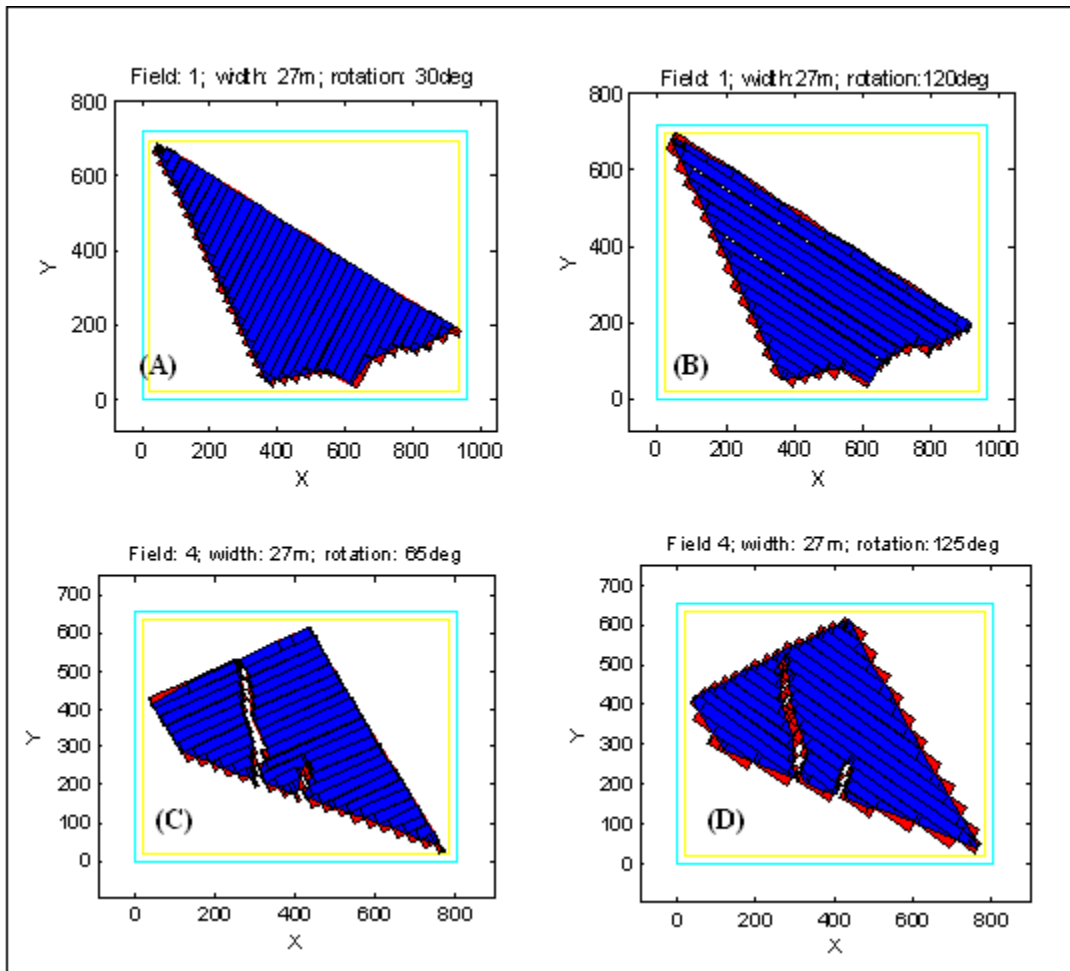 Field: 1; width: 27m; rotation: 30deg
800
600
400
200
0
Y
(A)
0 200 400 600 800 1000
X
Field: 1; width:27m; rotation:120deg
800
600
400
200
0
Y
(B)
0 200 400 600 800 1000
X
Field: 4; width: 27m; rotation: 65deg
700
600
500
400
300
200
100
0
Y
(C)
0 200 400 600 800
X
Field 4; width: 27m; rotation:125deg
700
600
500
400
300
200
100
0
Y
(D)
0 200 400 600 800
X